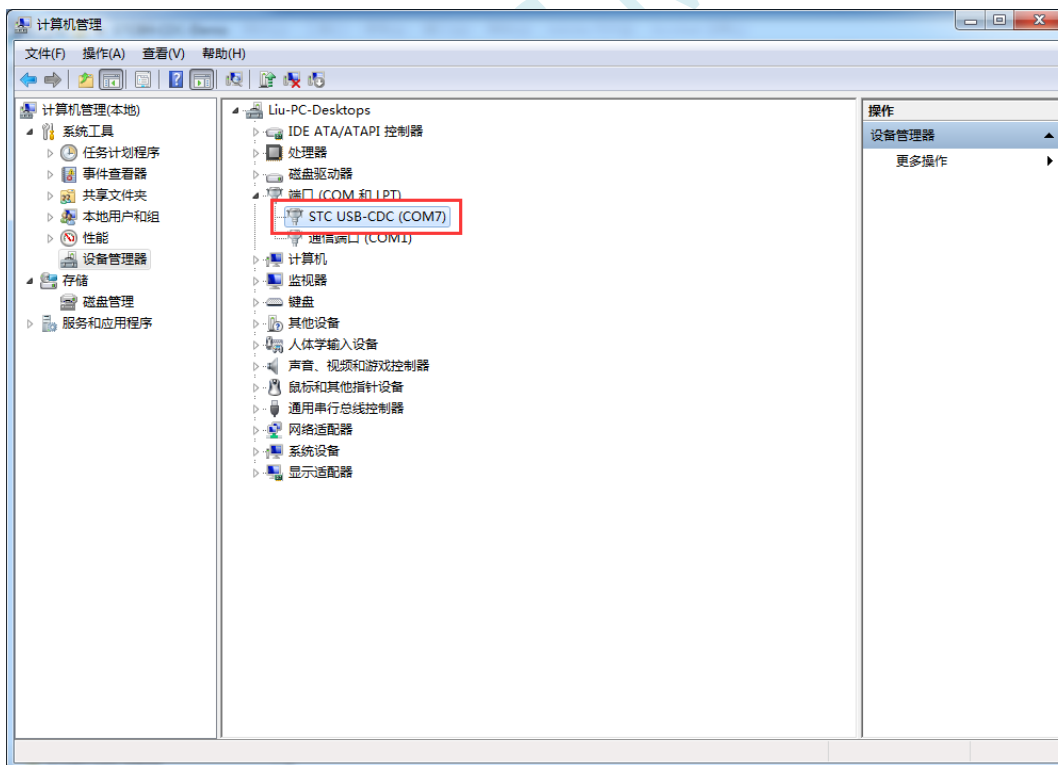 计算机管理
文件(F) 操作(A) 查看(V) 帮助(H)
计算机管理(本地)
系统工具
任务计划程序
事件查看器
共享文件夹
本地用户和组
性能
设备管理器
存储
磁盘管理
服务和应用程序
Liu-PC-Desktops
IDE ATA/ATAPI 控制器
处理器
磁盘驱动器
端口 (COM 和 LPT)
STC USB-CDC (COM7)
通信端口 (COM1)
计算机
监视器
键盘
其他设备
人体学输入设备
声音、视频和游戏控制器
鼠标和其他指针设备
通用串行总线控制器
网络适配器
系统设备
显示适配器
操作
设备管理器
更多操作